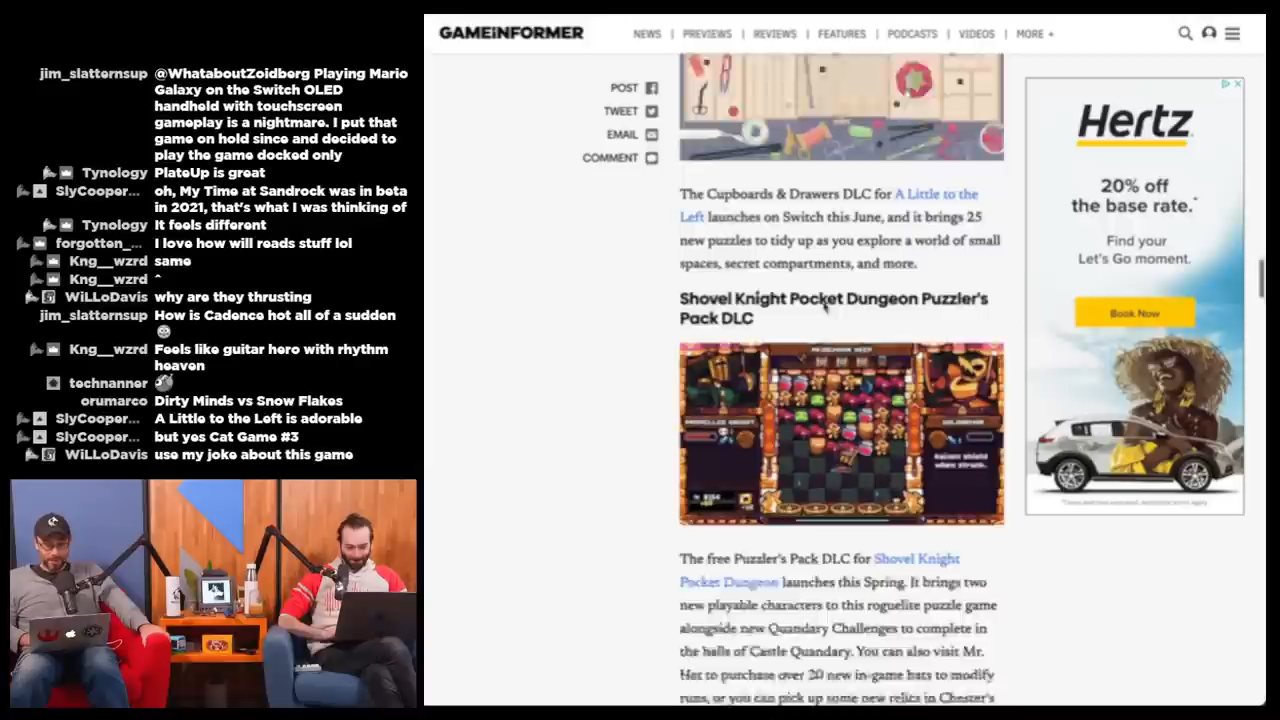 jim_slatternsup @WhataboutZoidberg Playing Mario
Galaxy on the Switch OLED
handheld with touchscreen
gameplay is a nightmare. I put that
game on hold since and decided to
play the game docked only
Tynology PlateUp is great
SlyCooper... oh, My Time at Sandrock was in beta
in 2021, that's what I was thinking of
Tynology It feels different
forgotten_... I love how will reads stuff lol
Kng__wzrd same
Kng__wzrd ^
WiLLoDavis why are they thrusting
jim_slatternsup How is Cadence hot all of a sudden
Kng__wzrd Feels like guitar hero with rhythm
heaven
technanner
orumarco Dirty Minds vs Snow Flakes
SlyCooper... A Little to the Left is adorable
SlyCooper... but yes Cat Game #3
WiLLoDavis use my joke about this game
GAMEINFORMER
NEWS | PREVIEWS | REVIEWS | FEATURES | PODCASTS | VIDEOS | MORE +
POST
TWEET
EMAIL
COMMENT
The Cupboards & Drawers DLC for A Little to the
Left launches on Switch this June, and it brings 25
new puzzles to tidy up as you explore a world of small
spaces, secret compartments, and more.
Shovel Knight Pocket Dungeon Puzzler's
Pack DLC
The free Puzzler's Pack DLC for Shovel Knight
Pocket Dungeon launches this Spring. It brings two
new playable characters to this roguelite puzzle game
alongside new Quandary Challenges to complete in
the halls of Castle Quandary. You can also visit Mr.
Hat to purchase over 20 new in-game hats to modify
runs, or you can pick up some new relics in Chester's
Hertz
20% off
the base rate.*
Find your
Let's Go moment.
Book Now